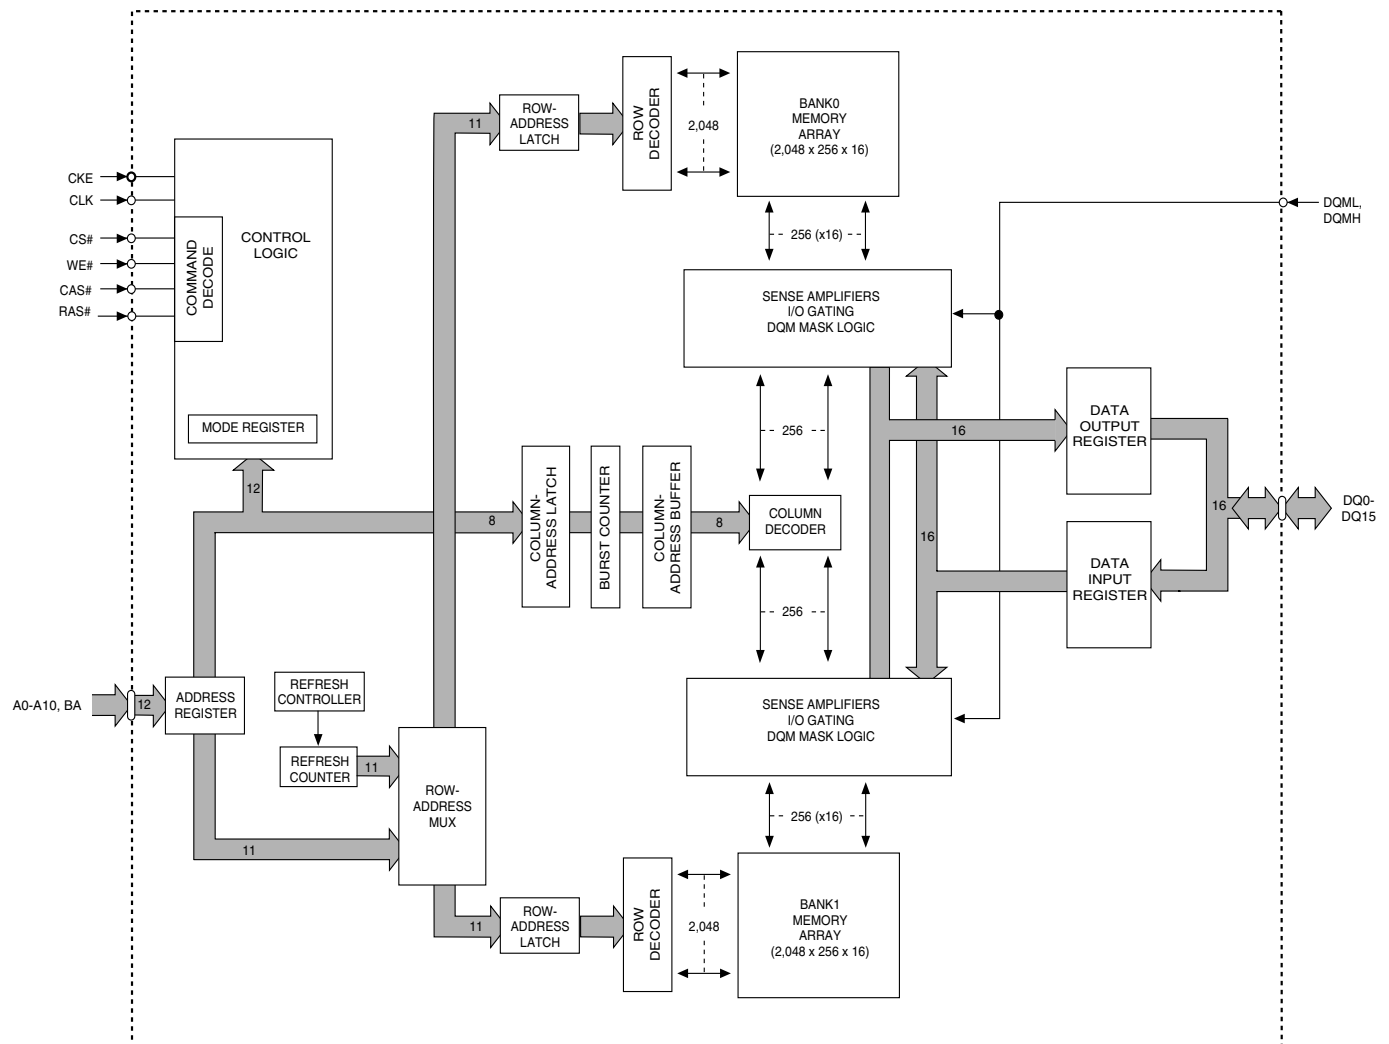 ROW-
ADDRESS
LATCH
11
ROW
DECODER
2,048
BANK0
MEMORY
ARRAY
(2,048 x 256 x 16)
CKE
CLK
CS#
WE#
CAS#
RAS#
COMMAND
DECODE
CONTROL
LOGIC
MODE REGISTER
12
DQML,
DQMH
256 (x16)
SENSE AMPLIFIERS
I/O GATING
DQM MASK LOGIC
256
16
DATA
OUTPUT
REGISTER
8
COLUMN-
ADDRESS LATCH
BURST COUNTER
COLUMN-
ADDRESS BUFFER
8
COLUMN
DECODER
16
16
DQ0-
DQ15
DATA
INPUT
REGISTER
256
A0-A10, BA
12
ADDRESS
REGISTER
REFRESH
CONTROLLER
REFRESH
COUNTER
11
ROW-
ADDRESS
MUX
11
SENSE AMPLIFIERS
I/O GATING
DQM MASK LOGIC
256 (x16)
11
ROW-
ADDRESS
LATCH
ROW
DECODER
2,048
BANK1
MEMORY
ARRAY
(2,048 x 256 x 16)